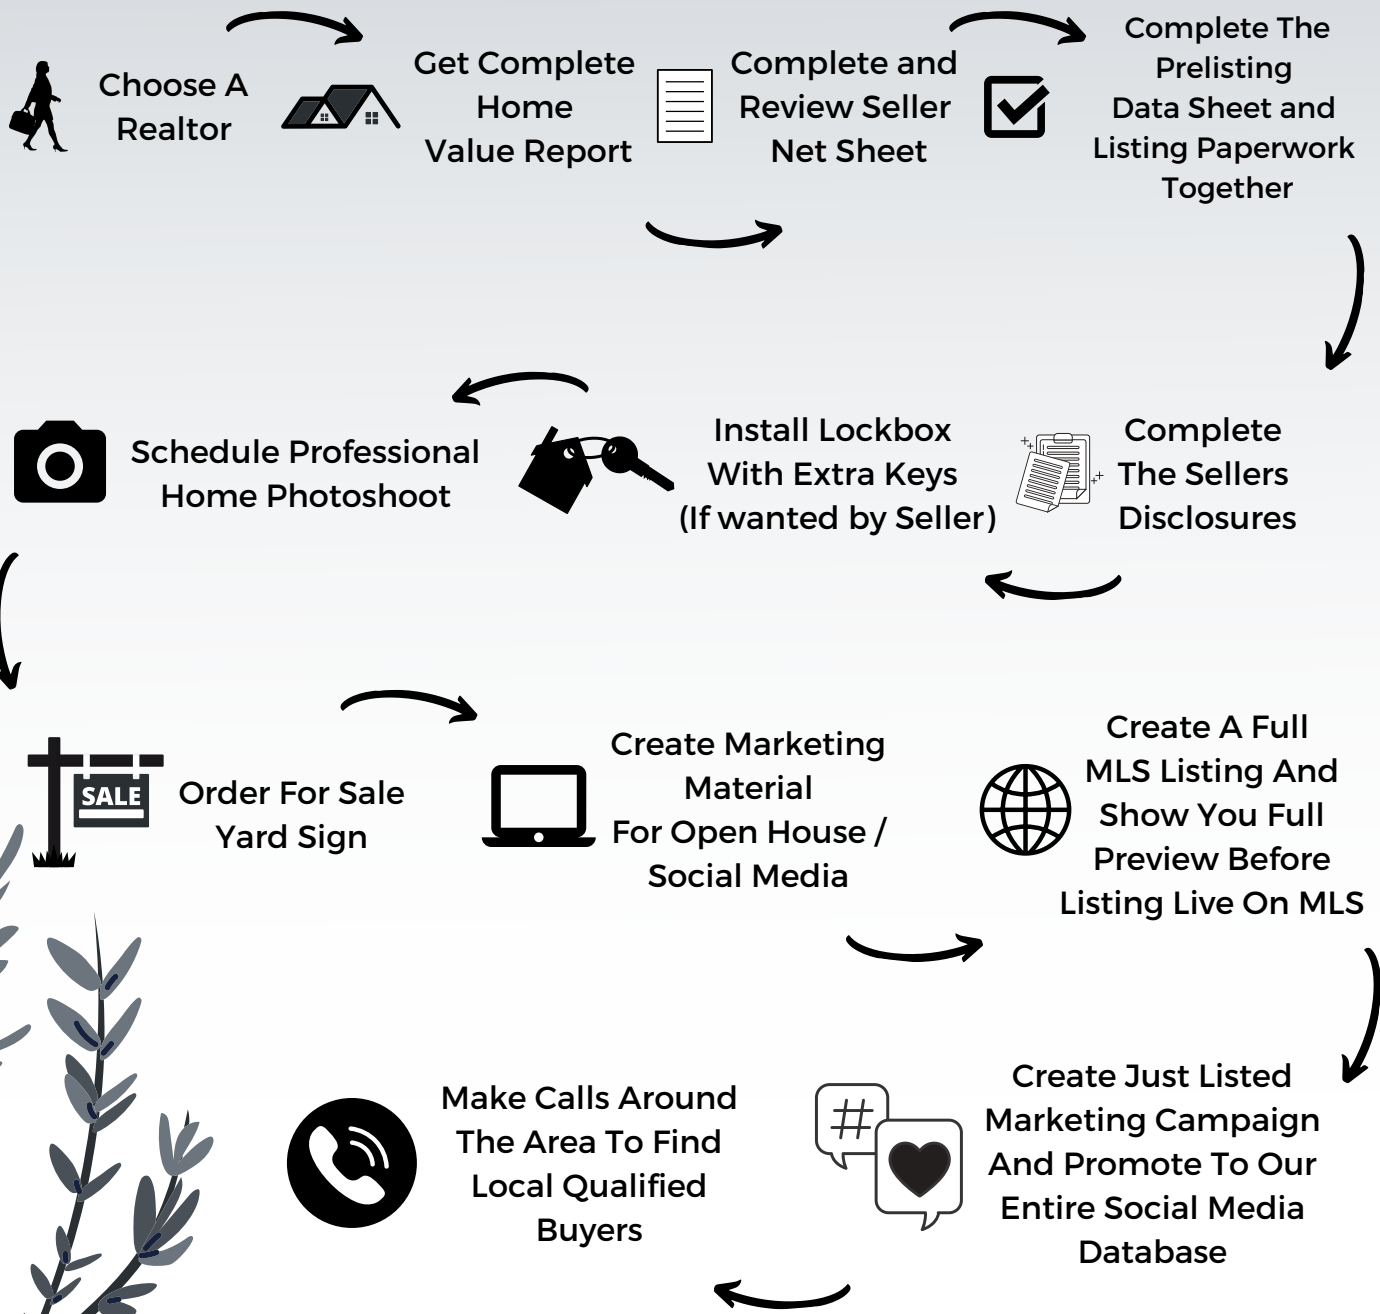 Choose A
Realtor
Get Complete
Home
Value Report
Complete and
Review Seller
Net Sheet
Complete The
Prelisting
Data Sheet and
Listing Paperwork
Together
Complete
The Sellers
Disclosures
Install Lockbox
With Extra Keys
(If wanted by Seller)
Schedule Professional
Home Photoshoot
SALE
Order For Sale
Yard Sign
Create Marketing
Material
For Open House /
Social Media
Create A Full
MLS Listing And
Show You Full
Preview Before
Listing Live On MLS
#
Create Just Listed
Marketing Campaign
And Promote To Our
Entire Social Media
Database
Make Calls Around
The Area To Find
Local Qualified
Buyers